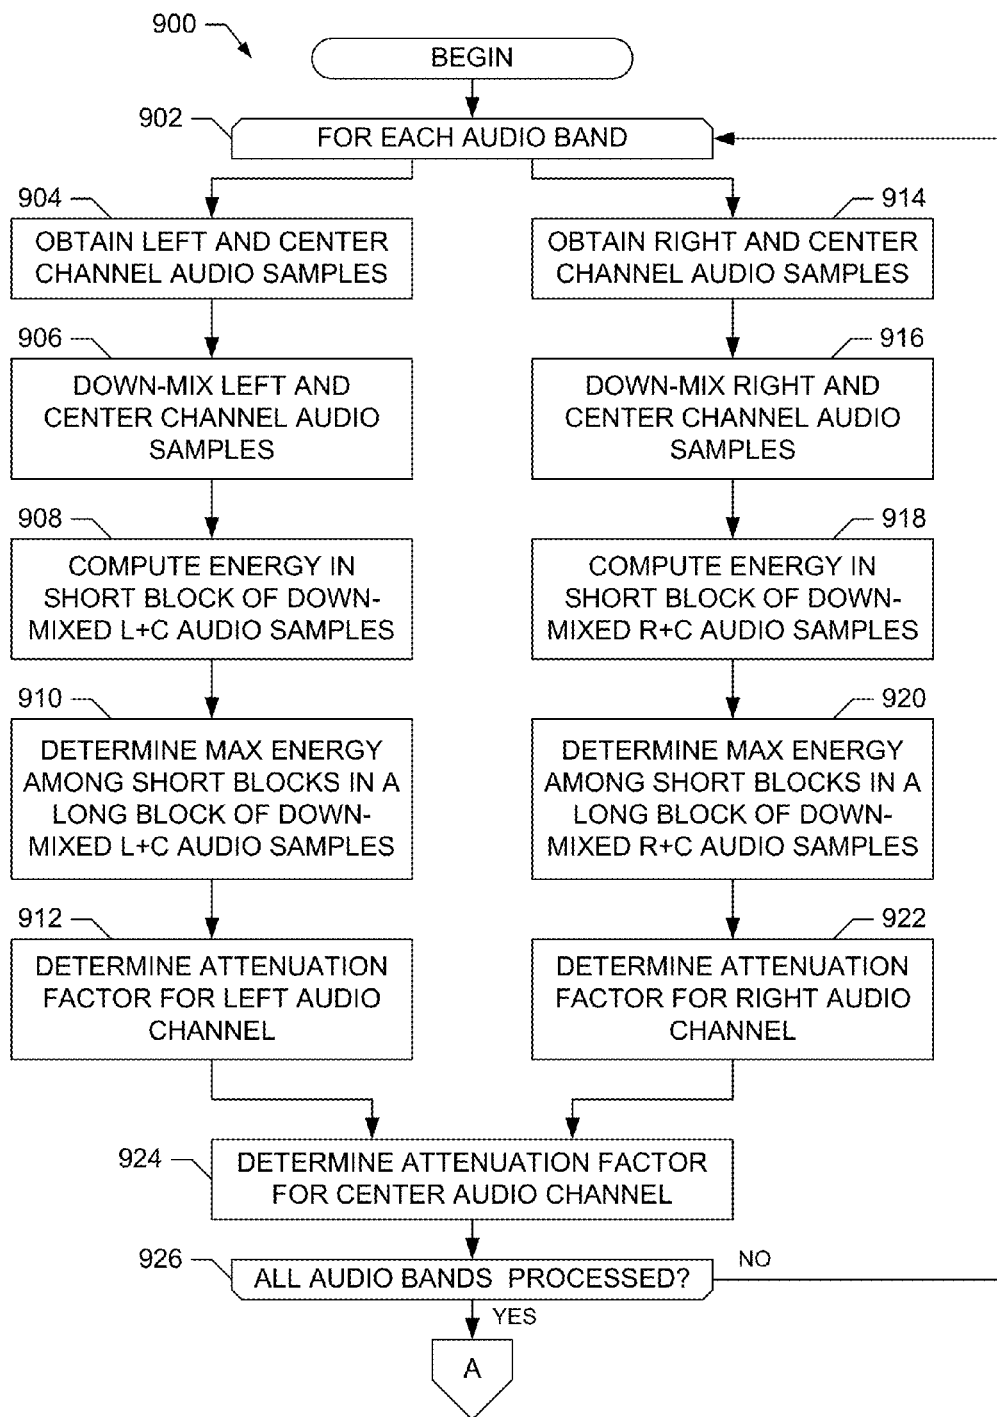 900
BEGIN
902
FOR EACH AUDIO BAND
904
OBTAIN LEFT AND CENTER
CHANNEL AUDIO SAMPLES
914
OBTAIN RIGHT AND CENTER
CHANNEL AUDIO SAMPLES
906
DOWN-MIX LEFT AND
CENTER CHANNEL AUDIO
SAMPLES
916
DOWN-MIX RIGHT AND
CENTER CHANNEL AUDIO
SAMPLES
908
COMPUTE ENERGY IN
SHORT BLOCK OF DOWN-
MIXED L+C AUDIO SAMPLES
918
COMPUTE ENERGY IN
SHORT BLOCK OF DOWN-
MIXED R+C AUDIO SAMPLES
910
DETERMINE MAX ENERGY
AMONG SHORT BLOCKS IN A
LONG BLOCK OF DOWN-
MIXED L+C AUDIO SAMPLES
920
DETERMINE MAX ENERGY
AMONG SHORT BLOCKS IN A
LONG BLOCK OF DOWN-
MIXED R+C AUDIO SAMPLES
912
DETERMINE ATTENUATION
FACTOR FOR LEFT AUDIO
CHANNEL
922
DETERMINE ATTENUATION
FACTOR FOR RIGHT AUDIO
CHANNEL
924
DETERMINE ATTENUATION FACTOR
FOR CENTER AUDIO CHANNEL
926
ALL AUDIO BANDS PROCESSED?
NO
YES
A